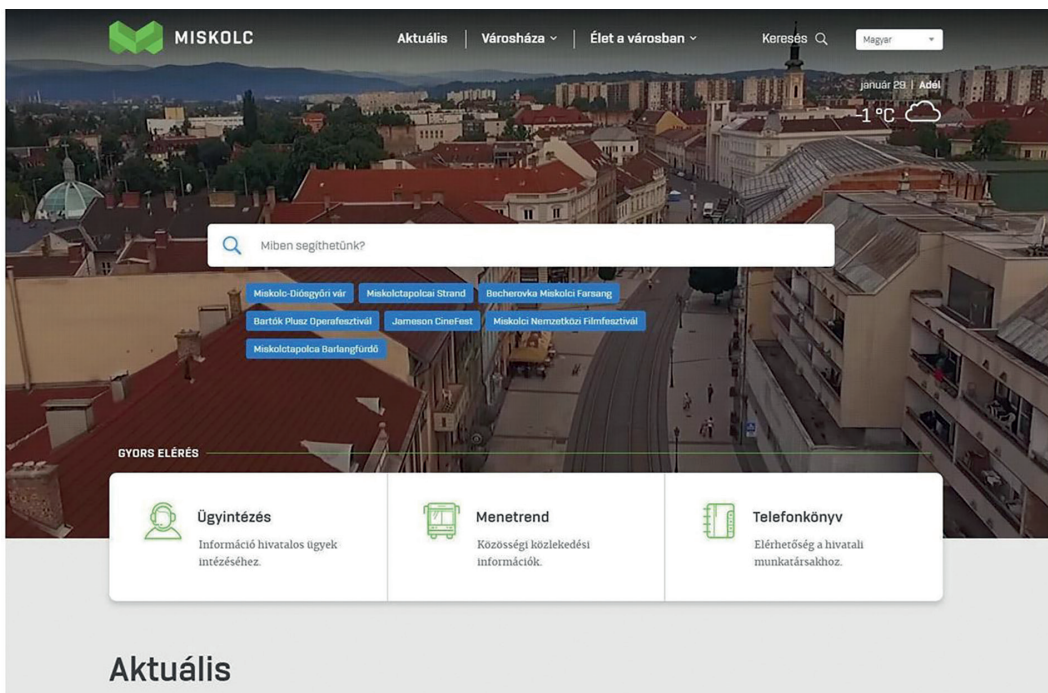 MISKOLC
Aktuális
Városháza
Élet a városban
Keresés
Magyar
január 29. | Adél
-1 °C
Miben segíthetünk?
Miskolc-Diósgyőri vár
Miskolctapolcai Strand
Becherovka Miskolci Farsang
Bartók Plusz Operafesztivál
Jameson CineFest
Miskolci Nemzetközi Filmfesztivál
Miskolctapolca Barlangfürdő
GYORS ELÉRÉS
Ügyintézés
Információ hivatalos ügyek
intézéséhez.
Menetrend
Közösségi közlekedési
információk.
Telefonkönyv
Elérhetőség a hivatali
munkatársakhoz.
Aktuális